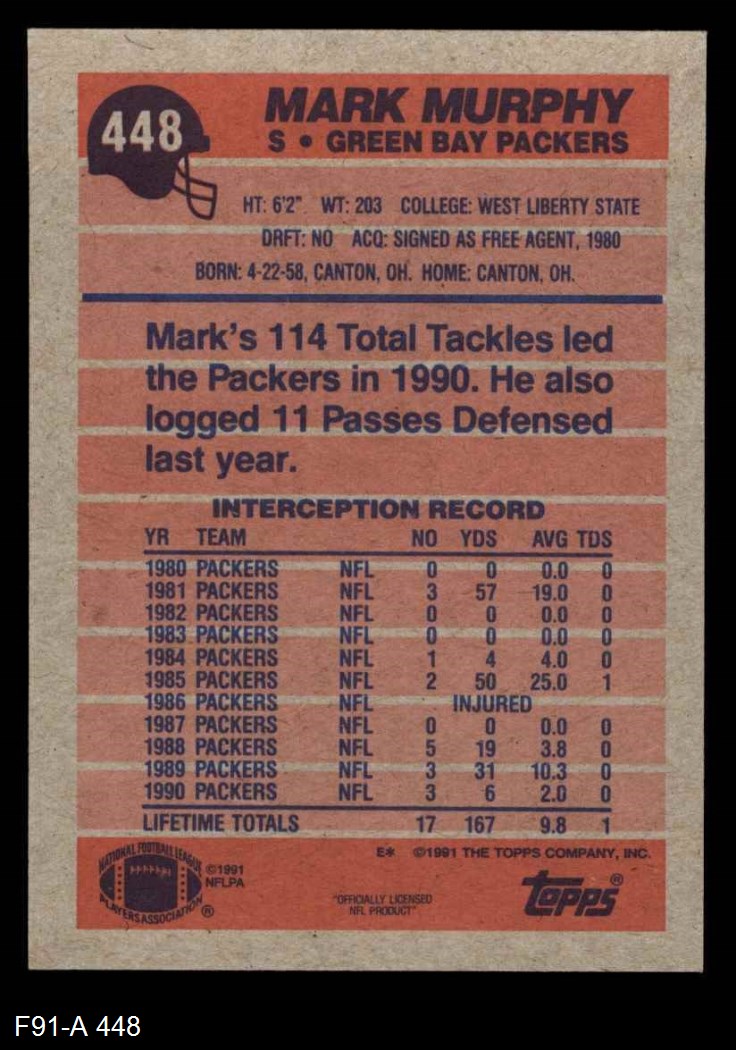 448
MARK MURPHY
S • GREEN BAY PACKERS
HT: 6'2" WT: 203 COLLEGE: WEST LIBERTY STATE
DRFT: NO ACQ: SIGNED AS FREE AGENT, 1980
BORN: 4-22-58, CANTON, OH. HOME: CANTON, OH.
Mark's 114 Total Tackles led
the Packers in 1990. He also
logged 11 Passes Defensed
last year.
INTERCEPTION RECORD
YR TEAM NO YDS AVG TDS
1980 PACKERS NFL 0 0 0.0 0
1981 PACKERS NFL 3 57 19.0 0
1982 PACKERS NFL 0 0 0.0 0
1983 PACKERS NFL 0 0 0.0 0
1984 PACKERS NFL 1 4 4.0 0
1985 PACKERS NFL 2 50 25.0 1
1986 PACKERS NFL INJURED
1987 PACKERS NFL 0 0 0.0 0
1988 PACKERS NFL 5 19 3.8 0
1989 PACKERS NFL 3 31 10.3 0
1990 PACKERS NFL 3 6 2.0 0
LIFETIME TOTALS 17 167 9.8 1
E* ©1991 THE TOPPS COMPANY, INC.
NATIONAL FOOTBALL LEAGUE
PLAYERS ASSOCIATION ®
©1991
NFLPA
"OFFICIALLY LICENSED
NFL PRODUCT"
topps®
F91-A 448